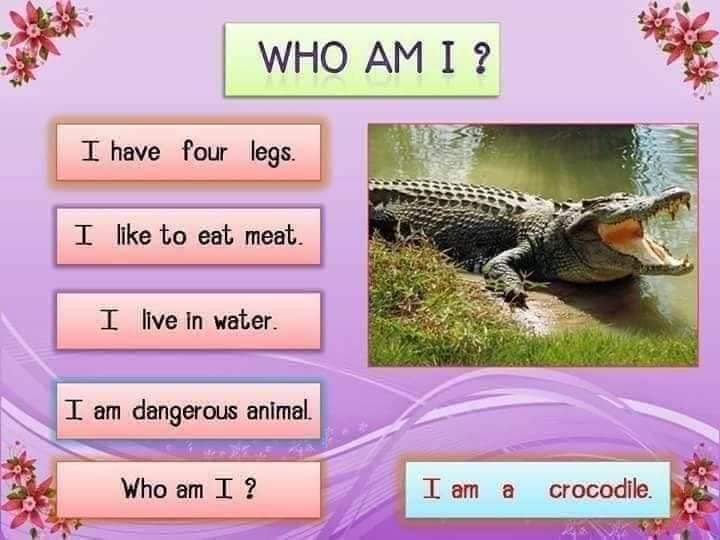 WHO AM I ?
I have four legs.
I like to eat meat.
I live in water.
I am dangerous animal.
Who am I ?
I am a crocodile.